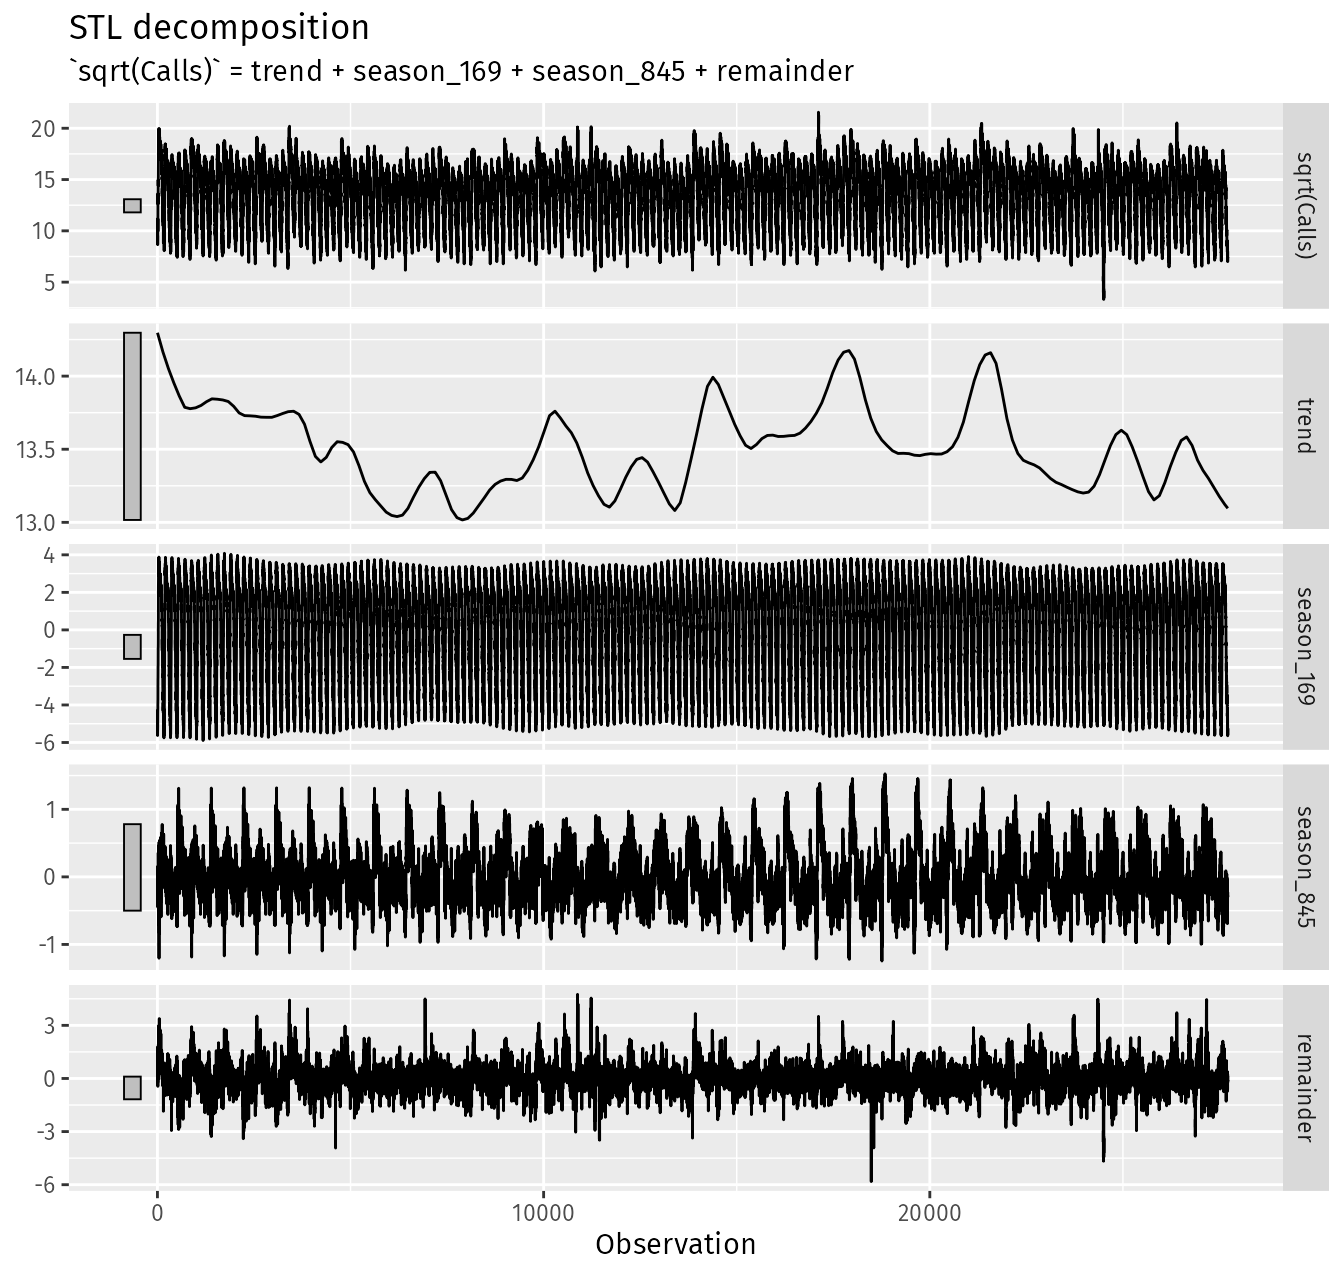 STL decomposition
`sqrt(Calls)` = trend + season_169 + season_845 + remainder
20
15
10
5
sqrt(Calls)
14.0
13.5
13.0
trend
4
2
0
-2
-4
-6
season_169
1
0
-1
season_845
3
0
-3
-6
remainder
0
10000
20000
Observation